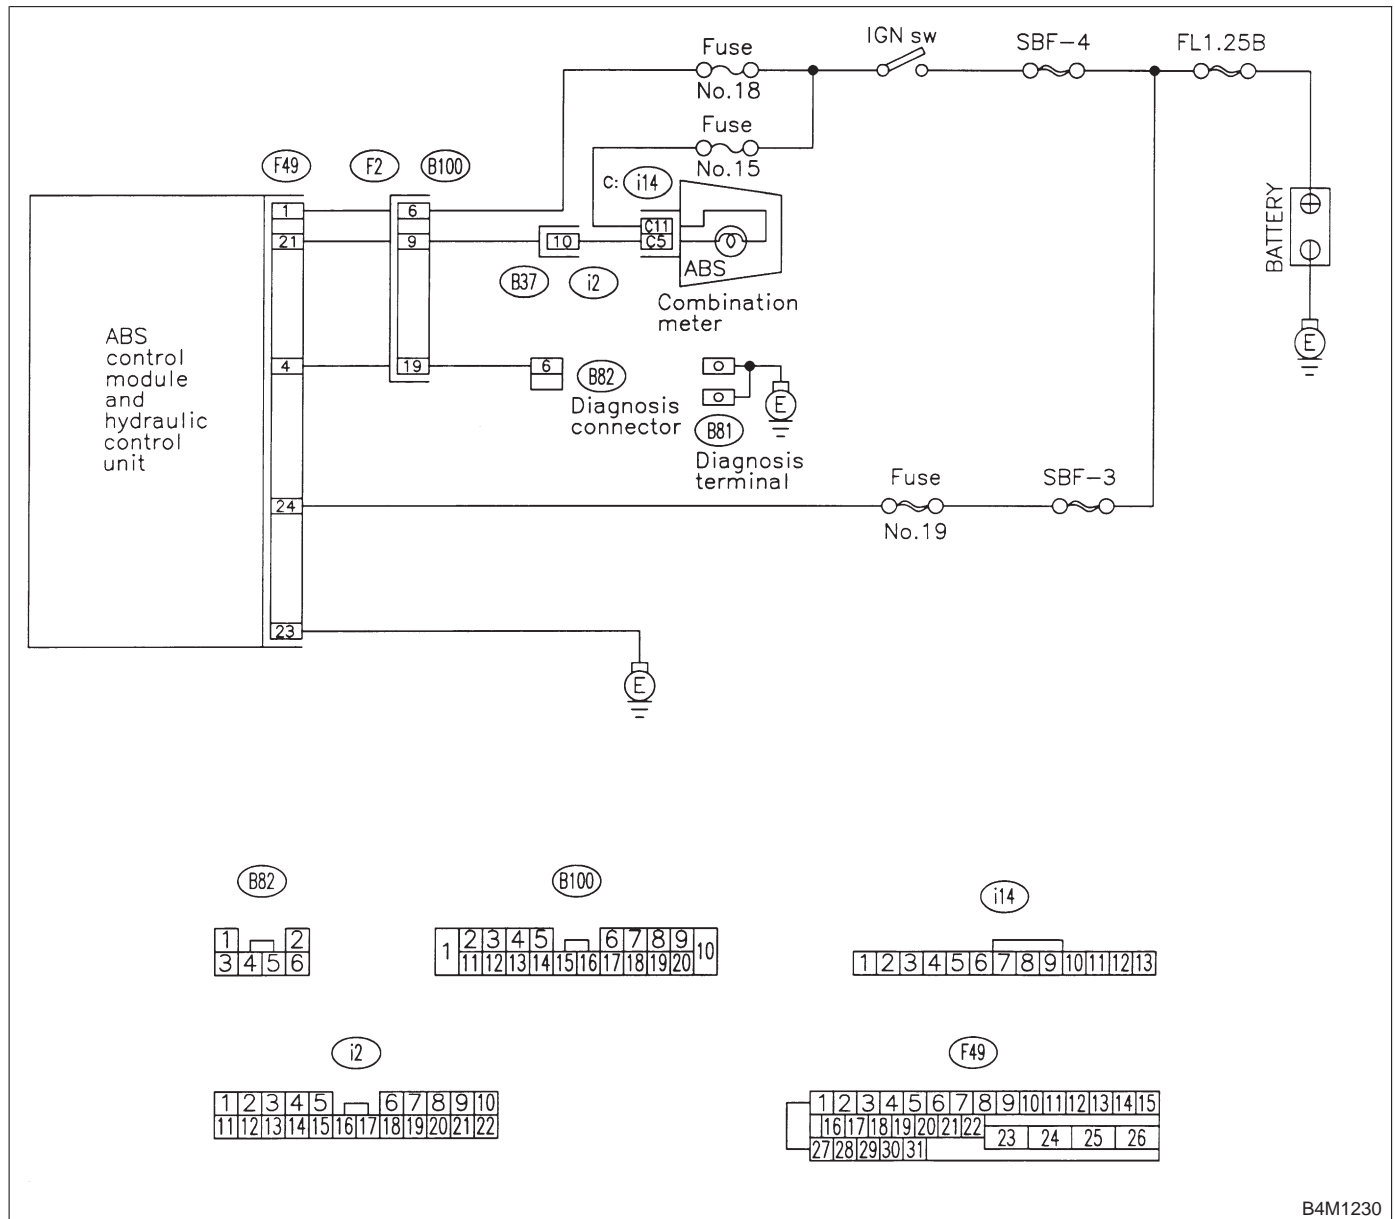 IGN sw
SBF-4
FL1.25B
Fuse
No.18
Fuse
No.15
F49
F2
B100
c: i14
1
6
C11
21
9
10
C5
ABS
B37
i2
Combination
meter
BATTERY
E
ABS
control
module
and
hydraulic
control
unit
4
19
6
B82
Diagnosis
connector
B81
E
Diagnosis
terminal
24
Fuse
No.19
SBF-3
23
E
B82
1 2
3 4 5 6
B100
1 2 3 4 5 6 7 8 9 10
11 12 13 14 15 16 17 18 19 20
i14
1 2 3 4 5 6 7 8 9 10 11 12 13
i2
1 2 3 4 5 6 7 8 9 10
11 12 13 14 15 16 17 18 19 20 21 22
F49
1 2 3 4 5 6 7 8 9 10 11 12 13 14 15
16 17 18 19 20 21 22 23 24 25 26
27 28 29 30 31
B4M1230